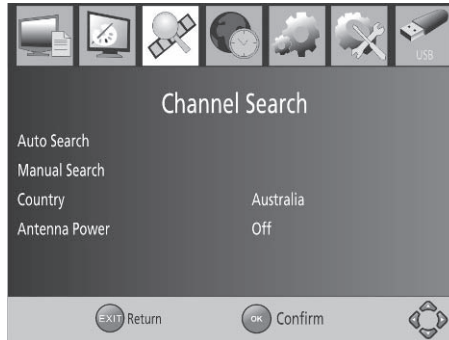 USB
Channel Search
Auto Search
Manual Search
Country Australia
Antenna Power Off
EXIT Return OK Confirm